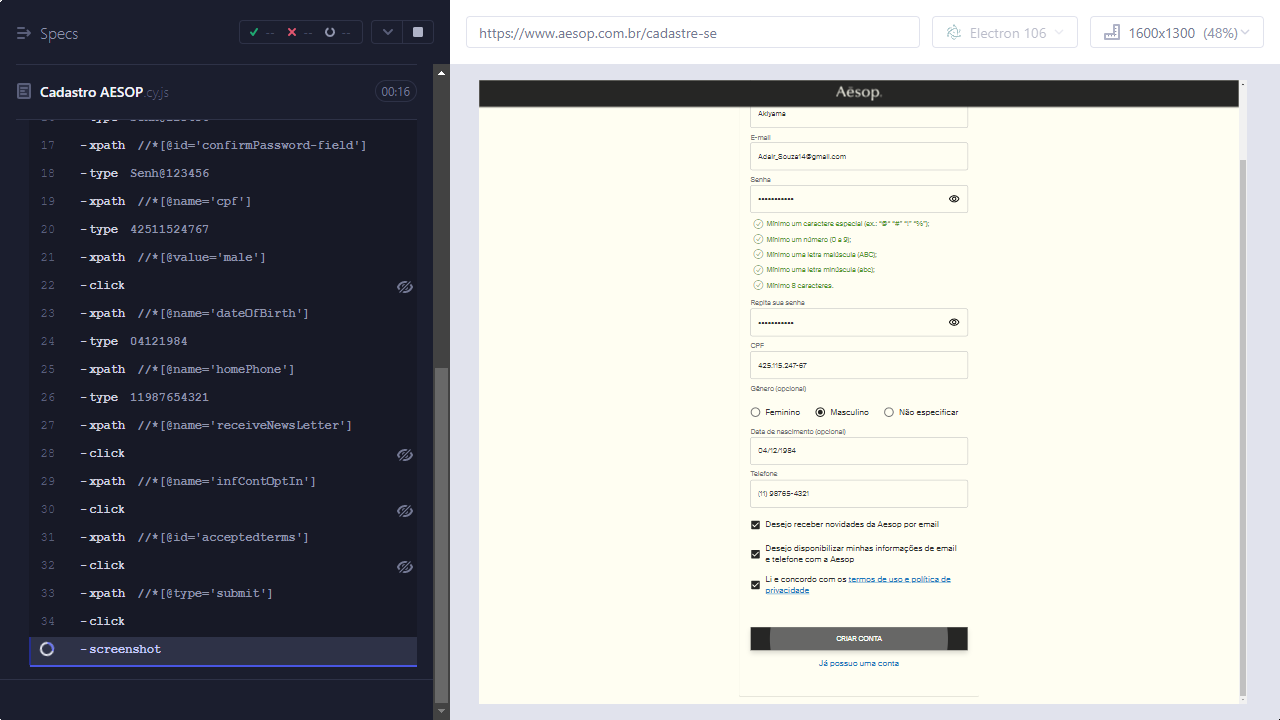 Specs
--
--
--
https://www.aesop.com.br/cadastre-se
Electron 106
1600x1300 (48%)
Cadastro AESOP.cy.js
00:16
17 -xpath //*[@id='confirmPassword-field']
18 -type Senh@123456
19 -xpath //*[@name='cpf']
20 -type 42511524767
21 -xpath //*[@value='male']
22 -click
23 -xpath //*[@name='dateOfBirth']
24 -type 04121984
25 -xpath //*[@name='homePhone']
26 -type 11987654321
27 -xpath //*[@name='receiveNewsLetter']
28 -click
29 -xpath //*[@name='infContOptIn']
30 -click
31 -xpath //*[@id='acceptedterms']
32 -click
33 -xpath //*[@type='submit']
34 -click
-screenshot
Aēsop.
Akiyama
E-mail
Adair_Souza14@gmail.com
Senha
•••••••••••
Mínimo um caractere especial (ex.: "@" "#" "!" "%");
Mínimo um número (0 a 9);
Mínimo uma letra maiúscula (ABC);
Mínimo uma letra minúscula (abc);
Mínimo 8 caracteres.
Repita sua senha
•••••••••••
CPF
425.115.247-67
Gênero (opcional)
Feminino Masculino Não especificar
Data de nascimento (opcional)
04/12/1984
Telefone
(11) 98765-4321
Desejo receber novidades da Aesop por email
Desejo disponibilizar minhas informações de email
e telefone com a Aesop
Li e concordo com os termos de uso e política de
privacidade
CRIAR CONTA
Já possuo uma conta